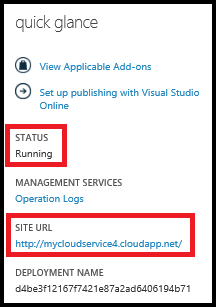 quick glance
View Applicable Add-ons
Set up publishing with Visual Studio
Online
STATUS
Running
MANAGEMENT SERVICES
Operation Logs
SITE URL
http://mycloudservice4.cloudapp.net/
DEPLOYMENT NAME
d4be3f12167f7421e87a2ad6406194b71